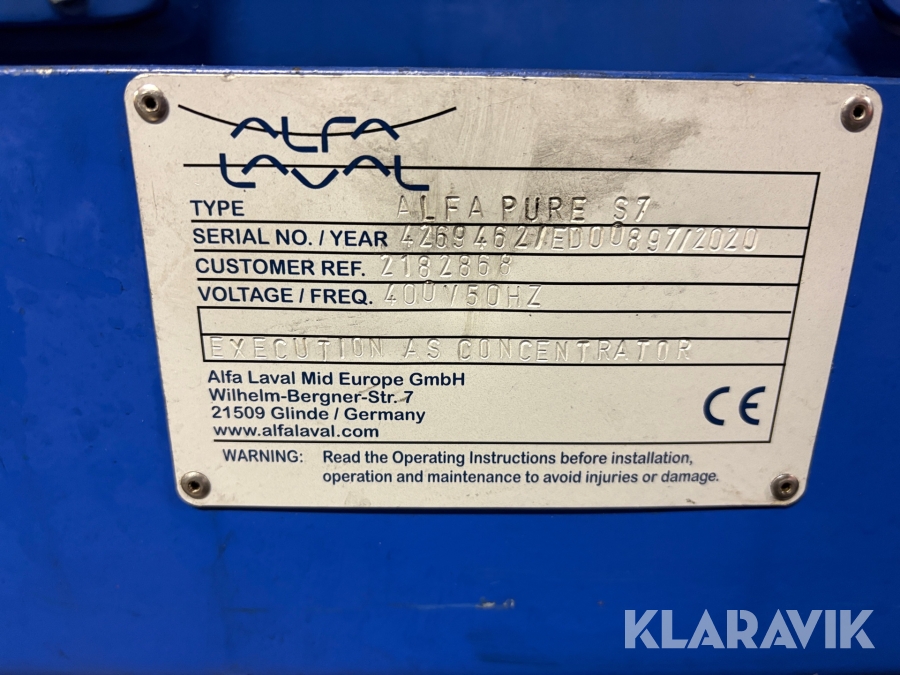 ALFA
LAVAL
TYPE ALFA PURE S7
SERIAL NO. / YEAR 4269462/ED00897/2020
CUSTOMER REF. 2182868
VOLTAGE / FREQ. 400V50HZ
EXECUTION AS CONCENTRATOR
Alfa Laval Mid Europe GmbH
Wilhelm-Bergner-Str. 7
21509 Glinde / Germany
www.alfalaval.com
CE
WARNING: Read the Operating Instructions before installation,
operation and maintenance to avoid injuries or damage.
KLARAVIK